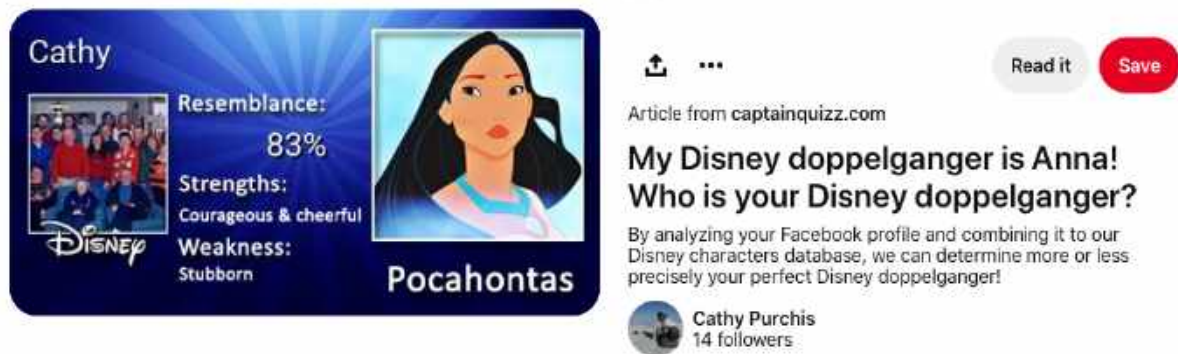 Cathy
Resemblance:
83%
Strengths:
Courageous & cheerful
Weakness:
Stubborn
Disney
Pocahontas
Read it
Save
Article from captainquizz.com
My Disney doppelganger is Anna!
Who is your Disney doppelganger?
By analyzing your Facebook profile and combining it to our
Disney characters database, we can determine more or less
precisely your perfect Disney doppelganger!
Cathy Purchis
14 followers